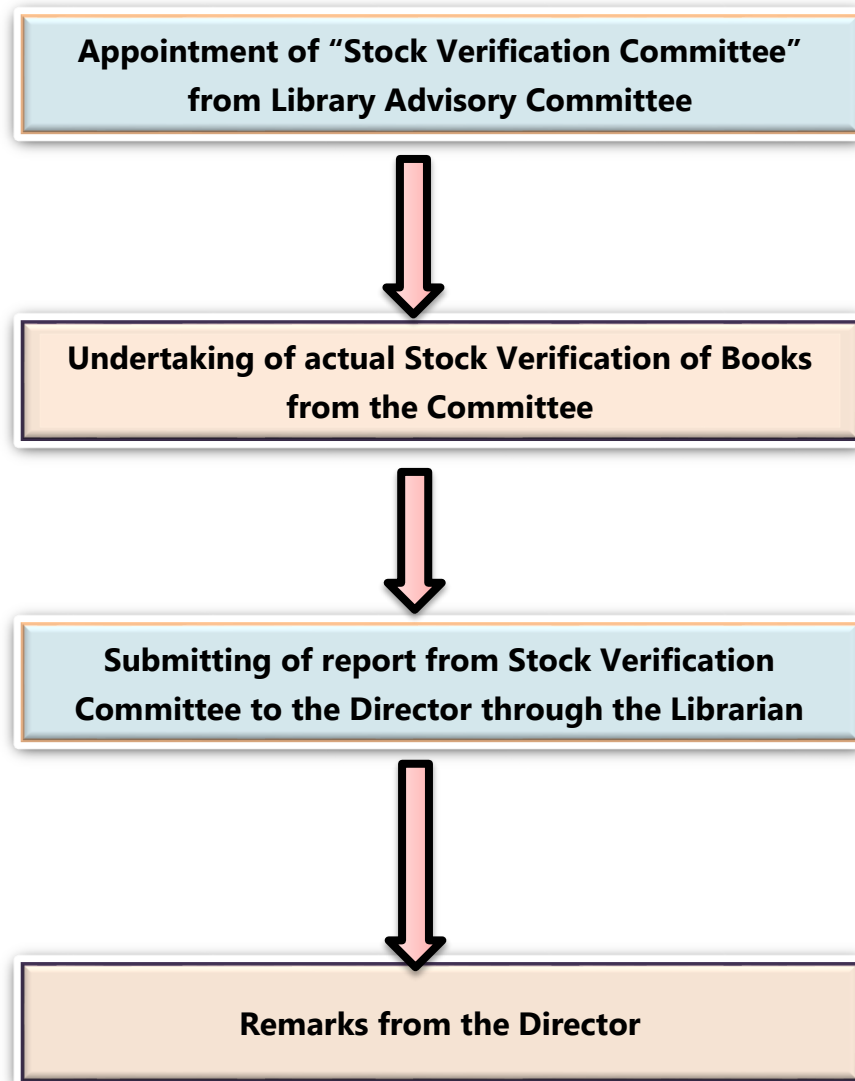 Appointment of “Stock Verification Committee”
from Library Advisory Committee
Undertaking of actual Stock Verification of Books
from the Committee
Submitting of report from Stock Verification
Committee to the Director through the Librarian
Remarks from the Director